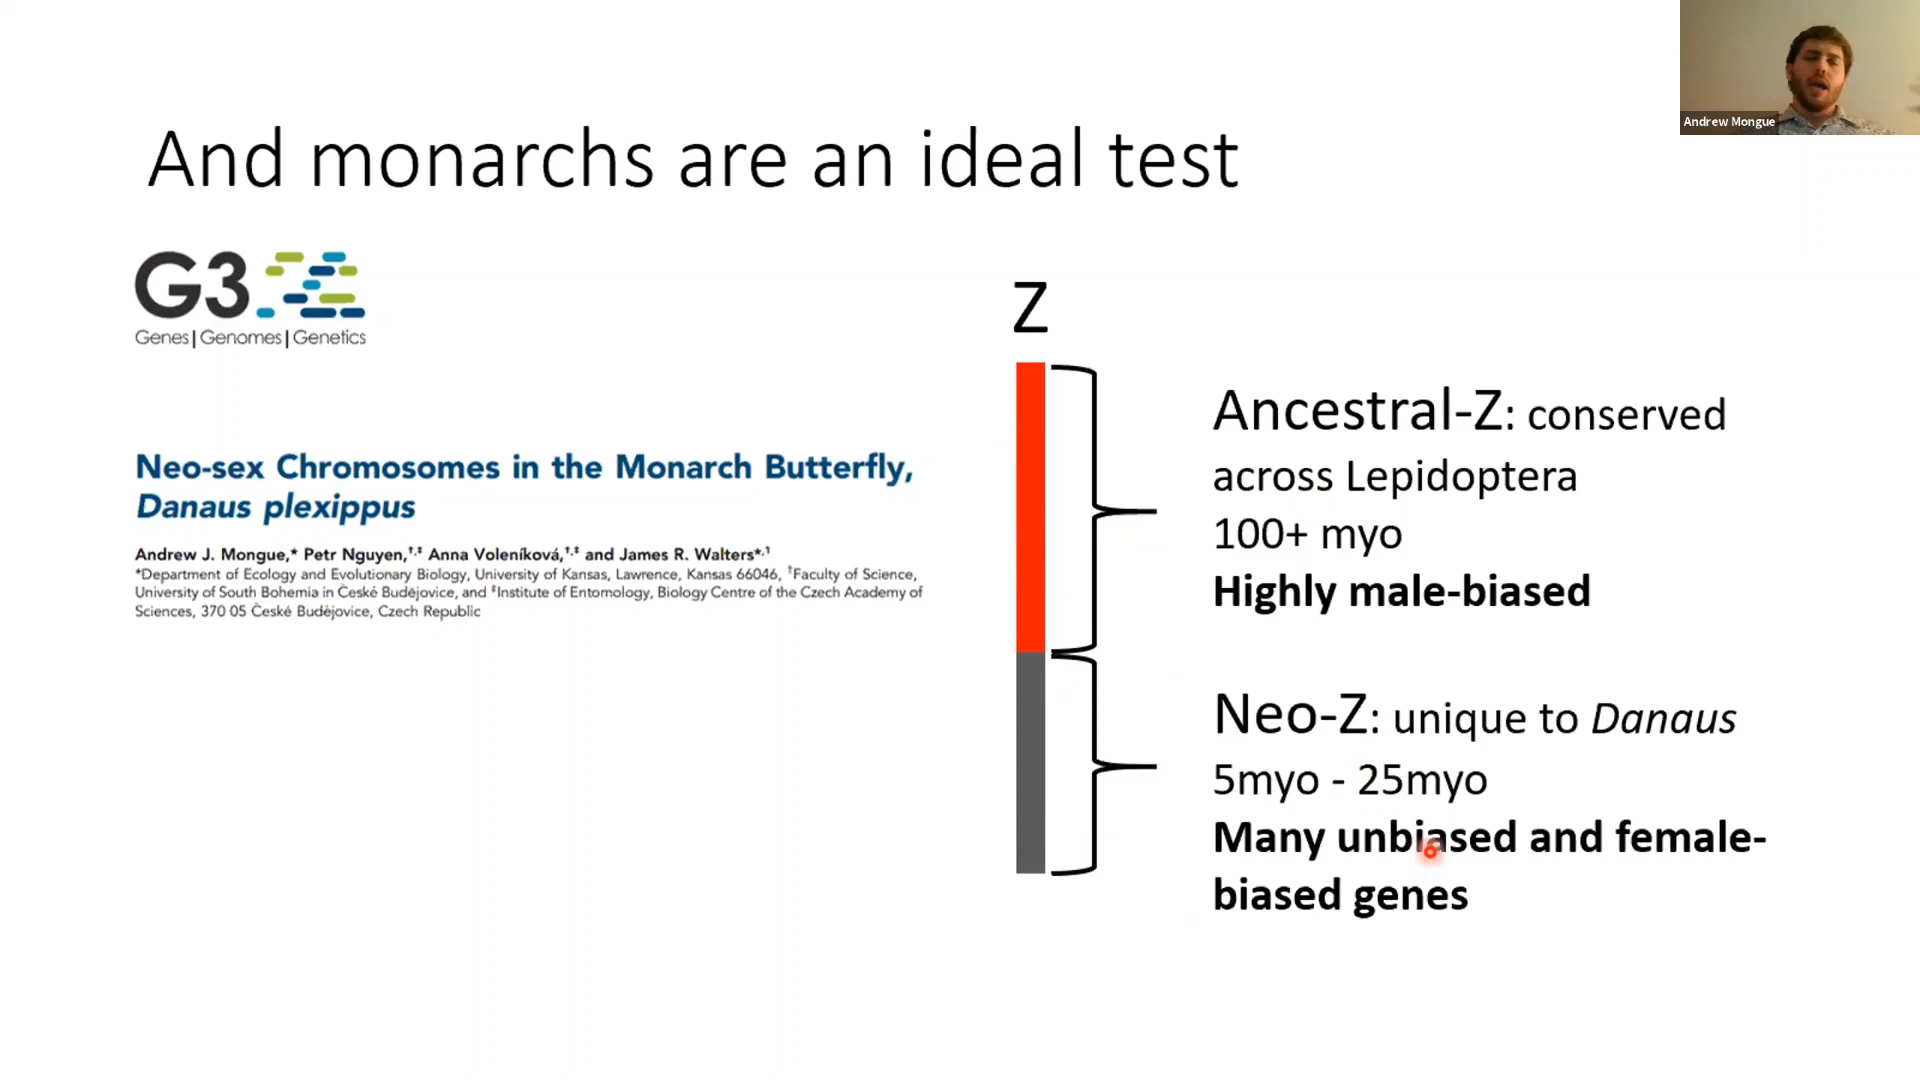 And monarchs are an ideal test
Andrew Mongue
G3
Genes|Genomes|Genetics
Neo-sex Chromosomes in the Monarch Butterfly,
Danaus plexippus
Andrew J. Mongue,* Petr Nguyen,†,‡ Anna Voleníková,†,‡ and James R. Walters*,1
*Department of Ecology and Evolutionary Biology, University of Kansas, Lawrence, Kansas 66046, †Faculty of Science,
University of South Bohemia in České Budějovice, and ‡Institute of Entomology, Biology Centre of the Czech Academy of
Sciences, 370 05 České Budějovice, Czech Republic
Z
Ancestral-Z: conserved
across Lepidoptera
100+ myo
Highly male-biased
Neo-Z: unique to Danaus
5myo - 25myo
Many unbiased and female-
biased genes